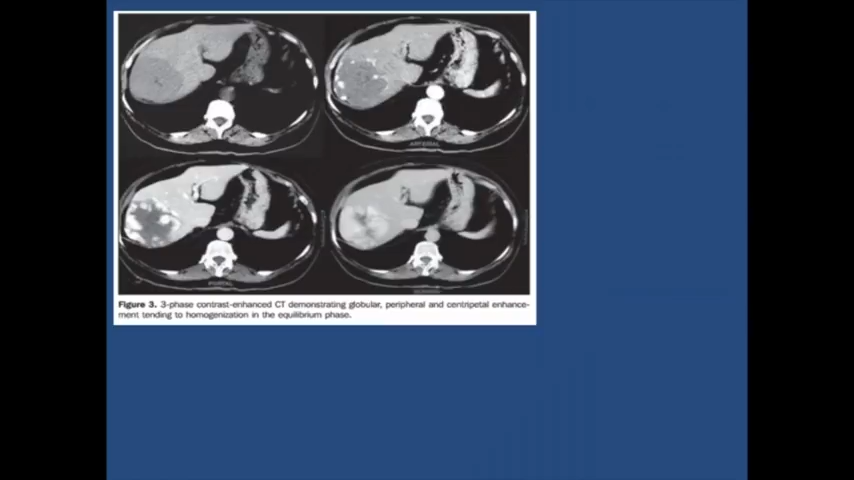 ARTERIAL
PORTAL
Figure 3. 3-phase contrast-enhanced CT demonstrating globular, peripheral and centripetal enhance-
ment tending to homogenization in the equilibrium phase.